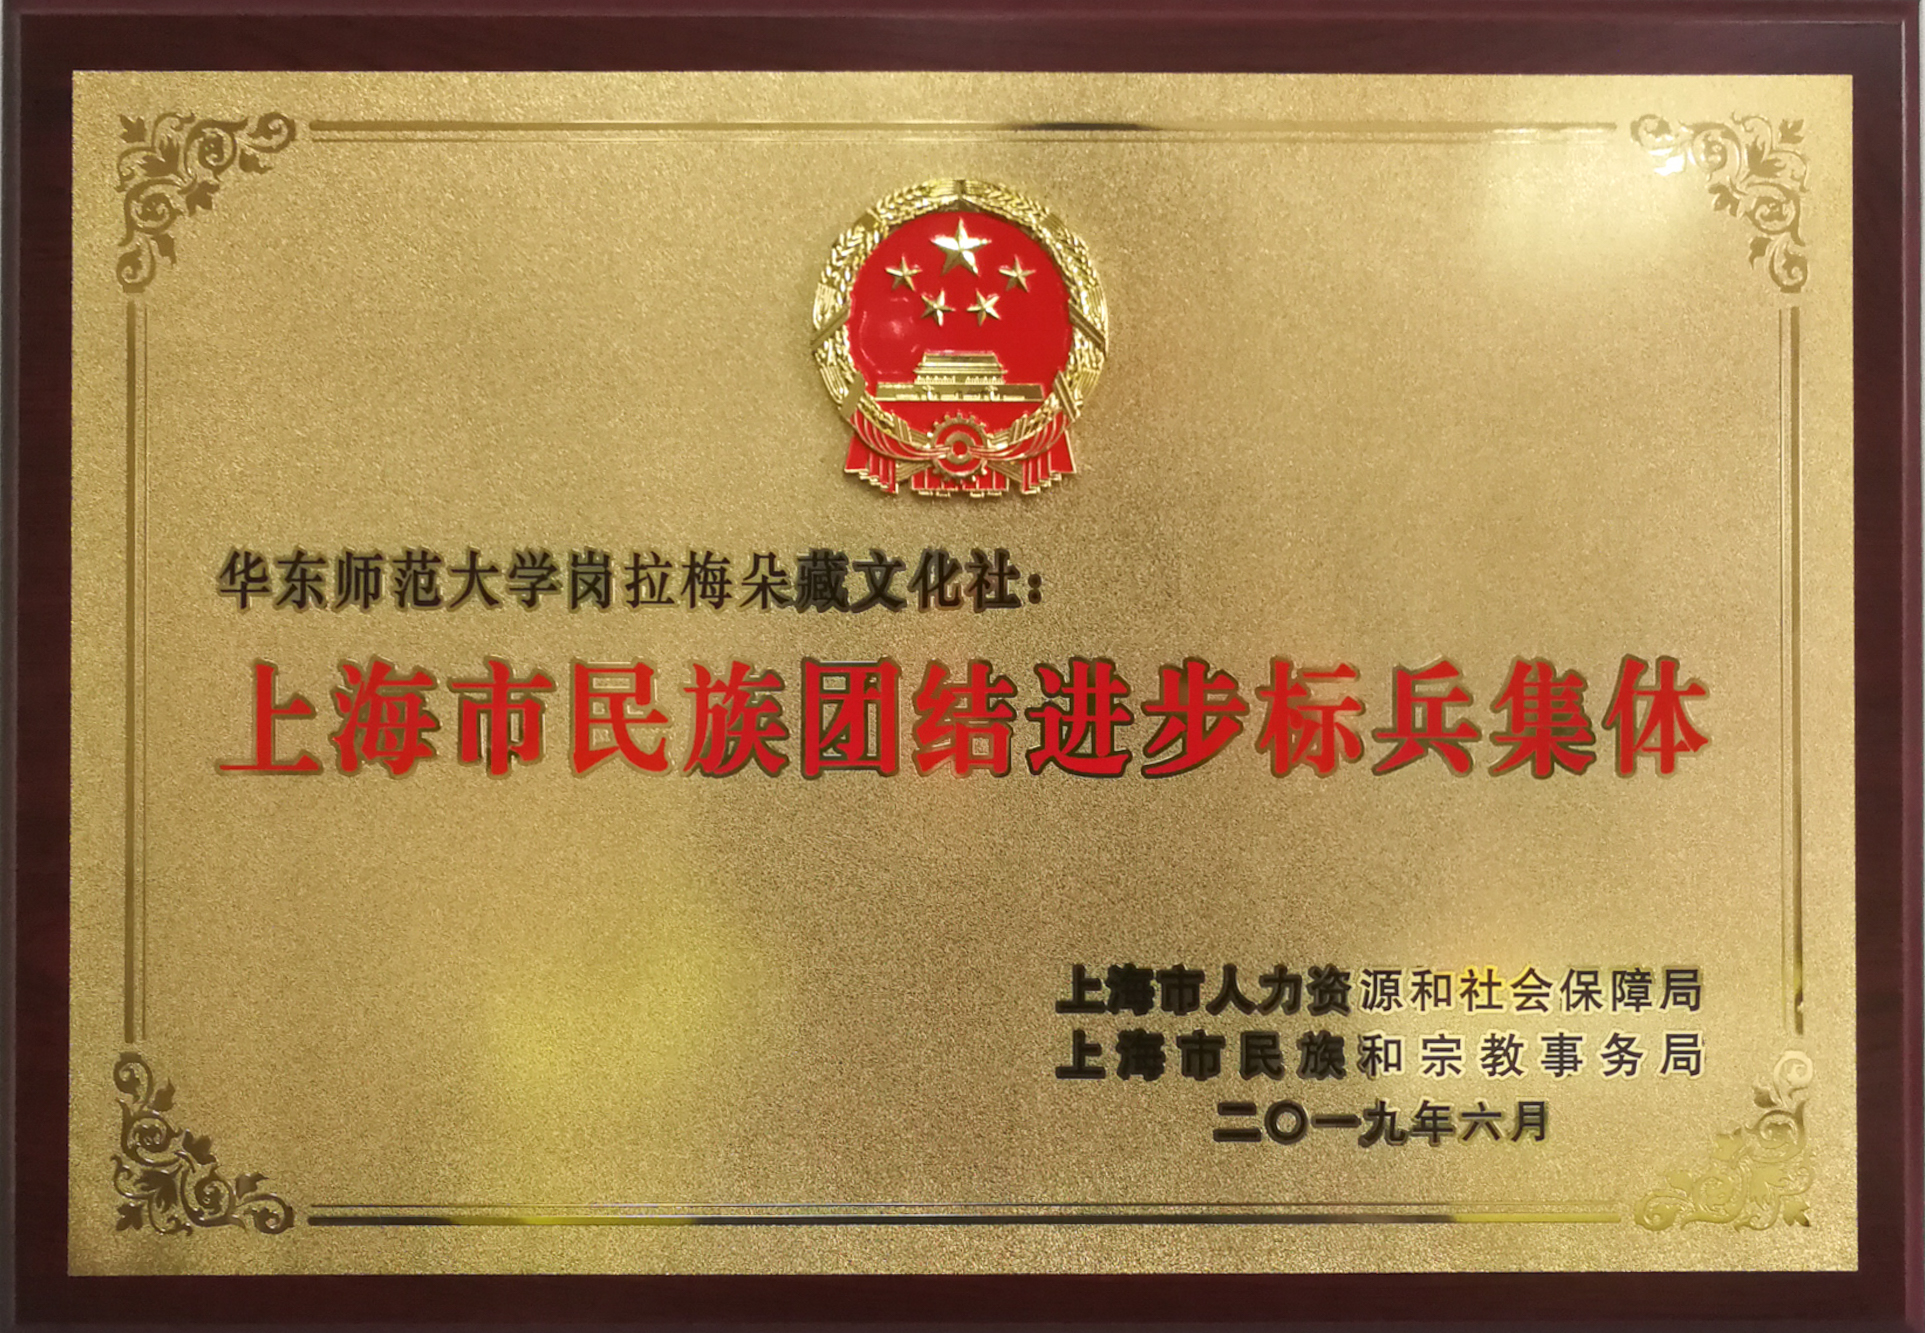 华东师范大学岗拉梅朵藏文化社：
上海市民族团结进步标兵集体
上海市人力资源和社会保障局
上海市民族和宗教事务局
二〇一九年六月